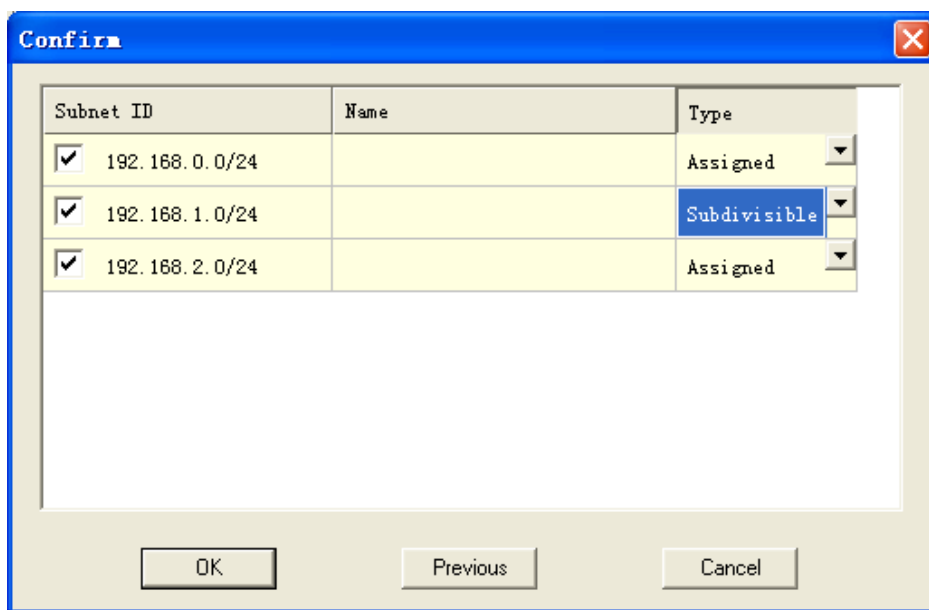 Confirm
Subnet ID Name Type
192.168.0.0/24 Assigned
192.168.1.0/24 Subdivisible
192.168.2.0/24 Assigned
OK Previous Cancel